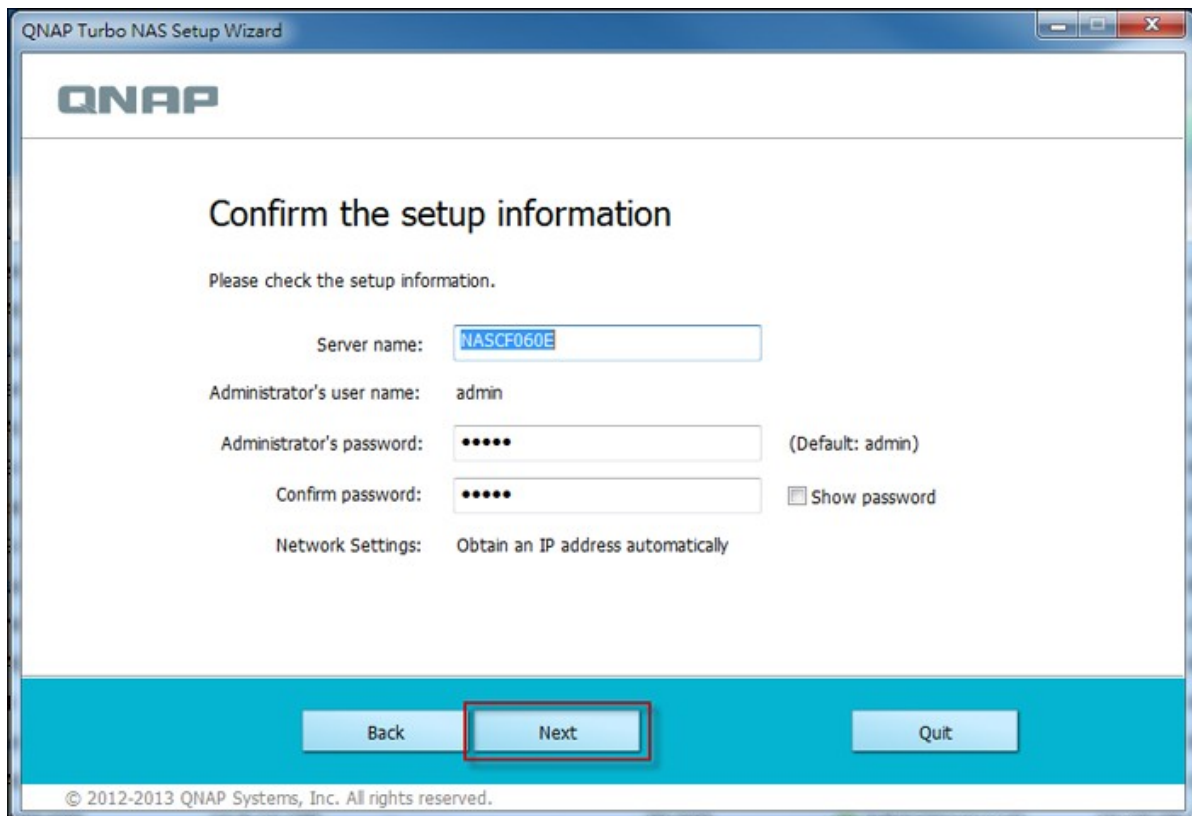 QNAP Turbo NAS Setup Wizard
QNAP
Confirm the setup information
Please check the setup information.
Server name: NASCF060E
Administrator's user name: admin
Administrator's password: ••••• (Default: admin)
Confirm password: ••••• Show password
Network Settings: Obtain an IP address automatically
Back Next Quit
© 2012-2013 QNAP Systems, Inc. All rights reserved.